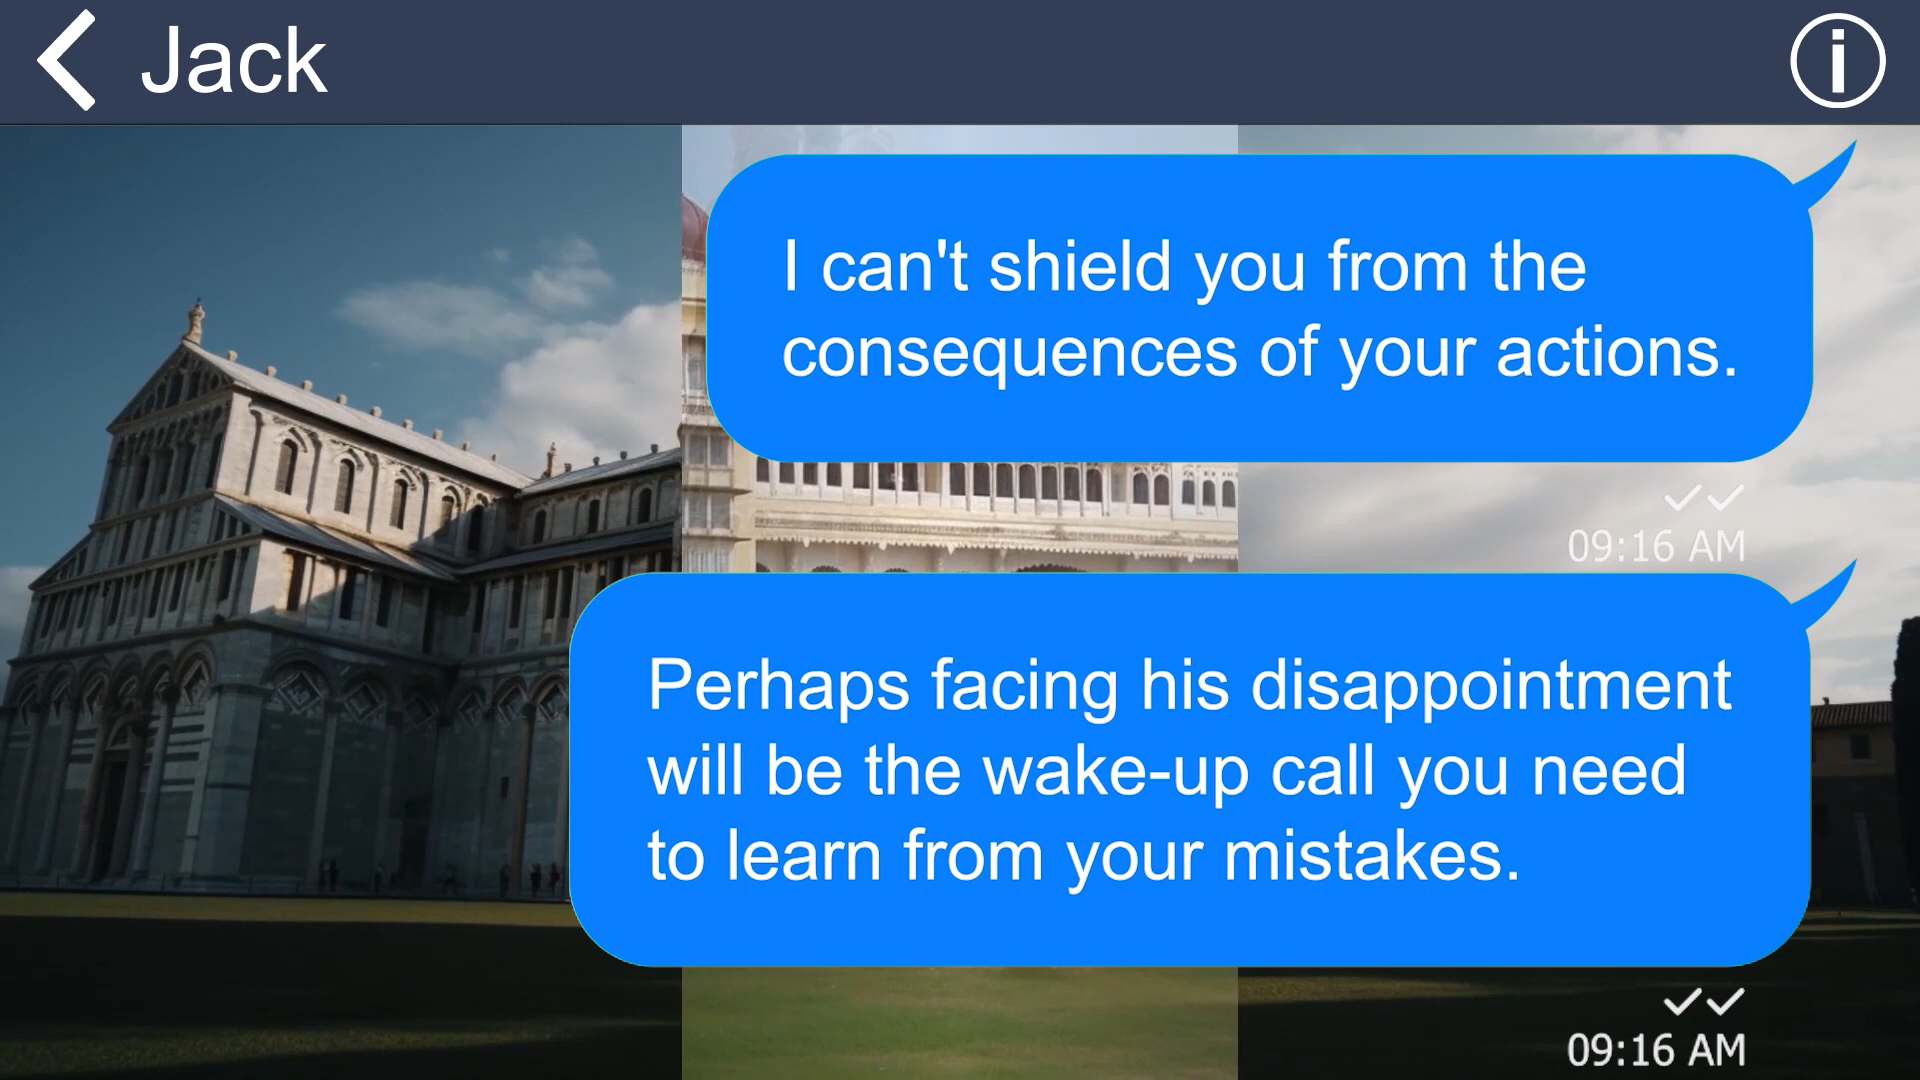 Jack
I can't shield you from the
consequences of your actions.
09:16 AM
Perhaps facing his disappointment
will be the wake-up call you need
to learn from your mistakes.
09:16 AM